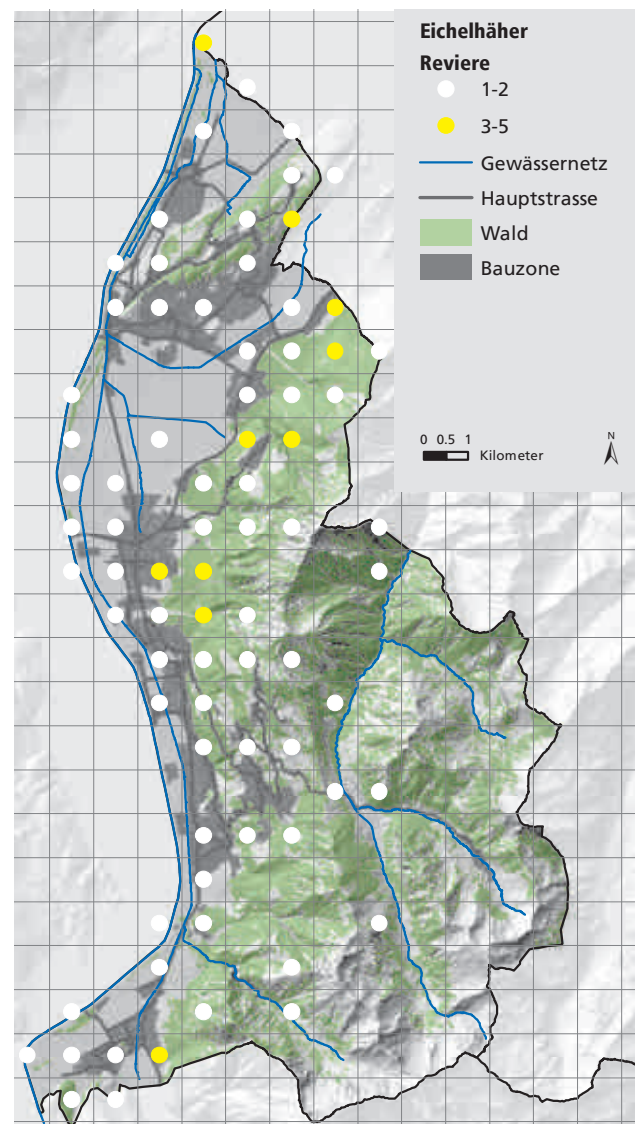 Eichelhäher
Reviere
1-2
3-5
Gewässernetz
Hauptstrasse
Wald
Bauzone
0 0.5 1 Kilometer
N